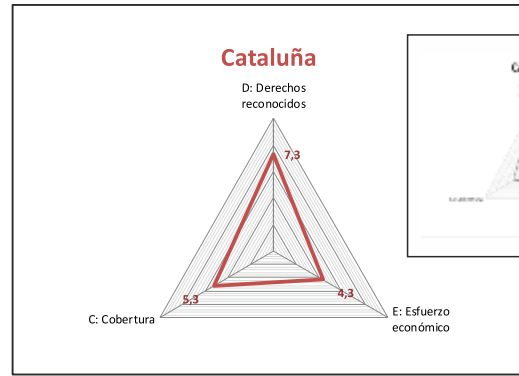 Cataluña
D: Derechos
reconocidos
7,3
5,3
4,3
C: Cobertura
E: Esfuerzo
económico